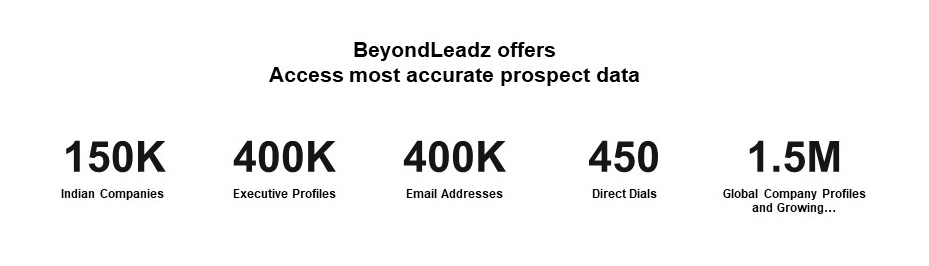 BeyondLeadz offers
Access most accurate prospect data
150K
Indian Companies
400K
Executive Profiles
400K
Email Addresses
450
Direct Dials
1.5M
Global Company Profiles
and Growing...